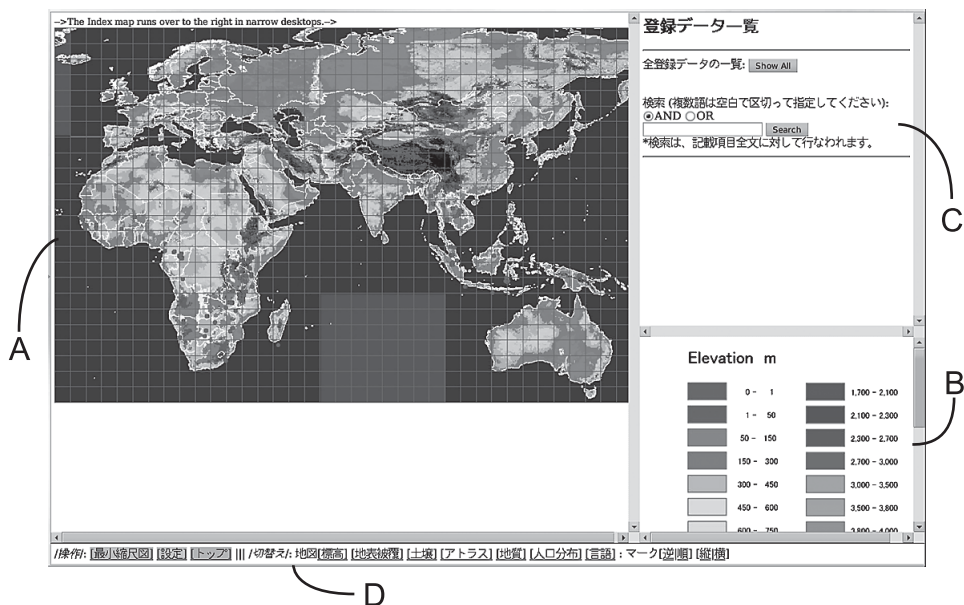 -->The Index map runs over to the right in narrow desktops.-->
登録データ一覧
全登録データの一覧: Show All
検索 (複数語は空白で区切って指定してください):
AND OR
Search
*検索は、記載項目全文に対して行なわれます。
C
A
Elevation m
0 - 1 1,700 - 2,100
1 - 50 2,100 - 2,300
50 - 150 2,300 - 2,700
150 - 300 2,700 - 3,000
300 - 450 3,000 - 3,500
450 - 600 3,500 - 3,800
600 - 750 3,800 - 4,000
B
/操作/: [最小縮尺図] [設定] [トップ] ||| /切替え/: 地図[標高] [地表被覆] [土壌] [アトラス] [地質] [人口分布] [言語] : マーク[逆|順] [縦|横]
D